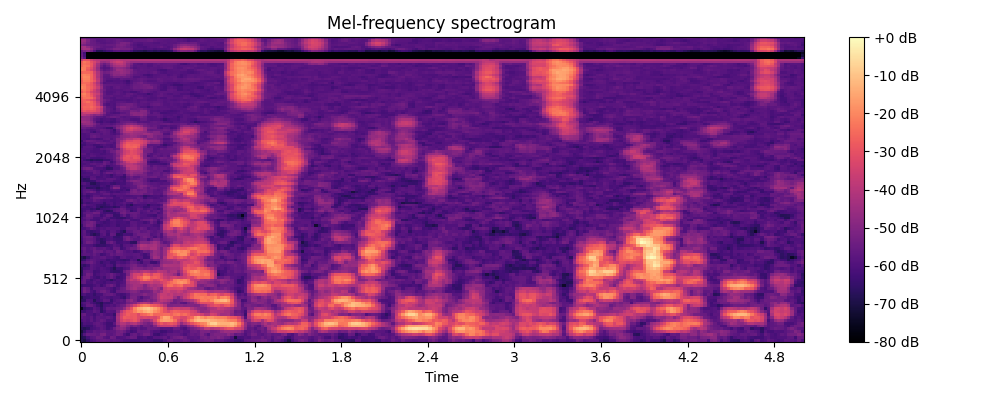 Mel-frequency spectrogram
+0 dB
-10 dB
-20 dB
-30 dB
-40 dB
-50 dB
-60 dB
-70 dB
-80 dB
Hz
4096
2048
1024
512
0
0 0.6 1.2 1.8 2.4 3 3.6 4.2 4.8
Time